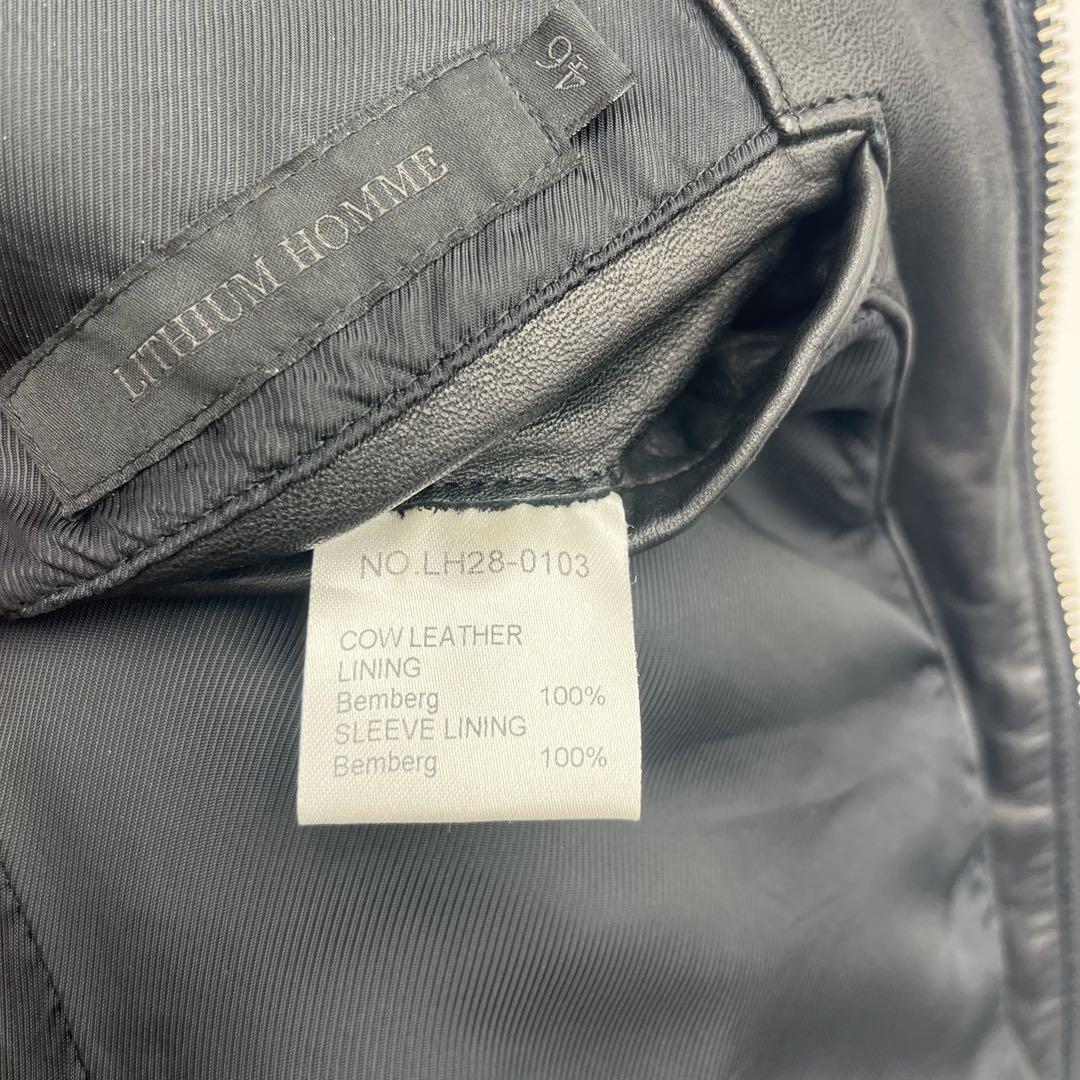 46
LITHIUM HOMME
NO.LH28-0103
COW LEATHER
LINING
Bemberg 100%
SLEEVE LINING
Bemberg 100%